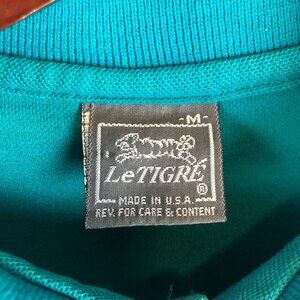 -M-
LeTIGRÉ
®
MADE IN U.S.A.
REV. FOR CARE & CONTENT